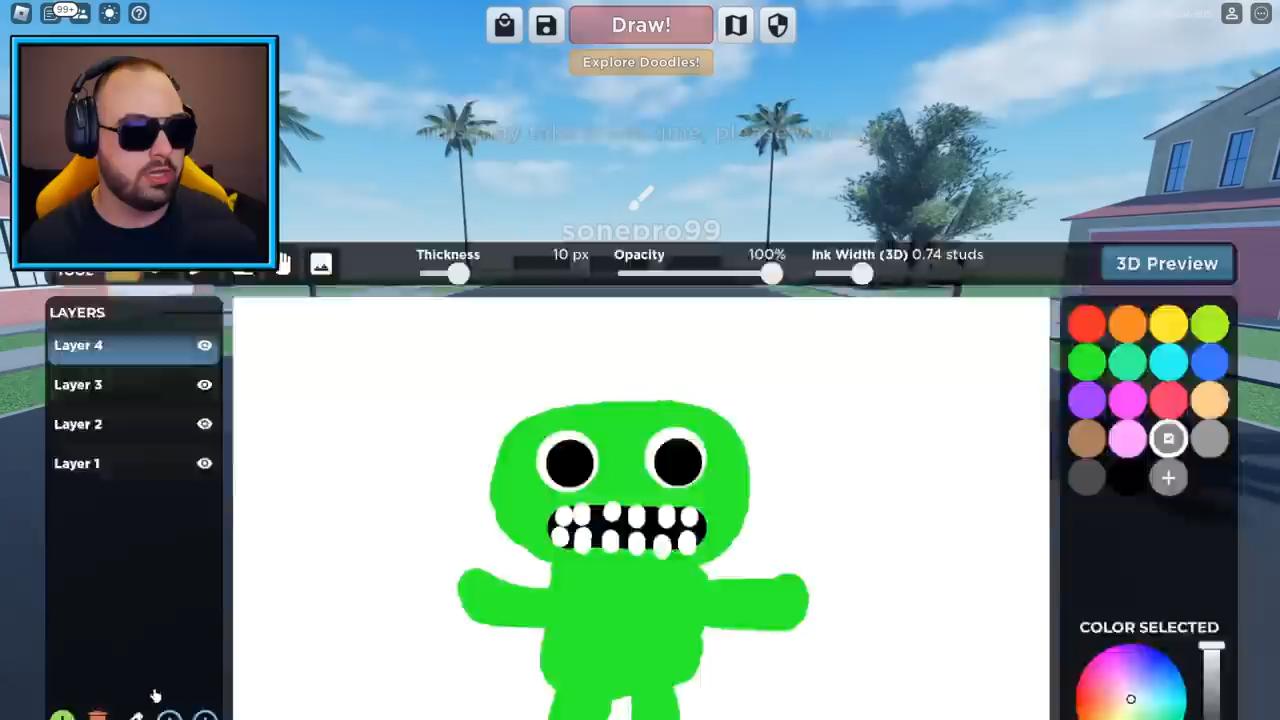 99+
Draw!
Explore Doodles!
sonepro99
Thickness 10 px Opacity 100% Ink Width (3D) 0.74 studs
3D Preview
LAYERS
Layer 4
Layer 3
Layer 2
Layer 1
COLOR SELECTED